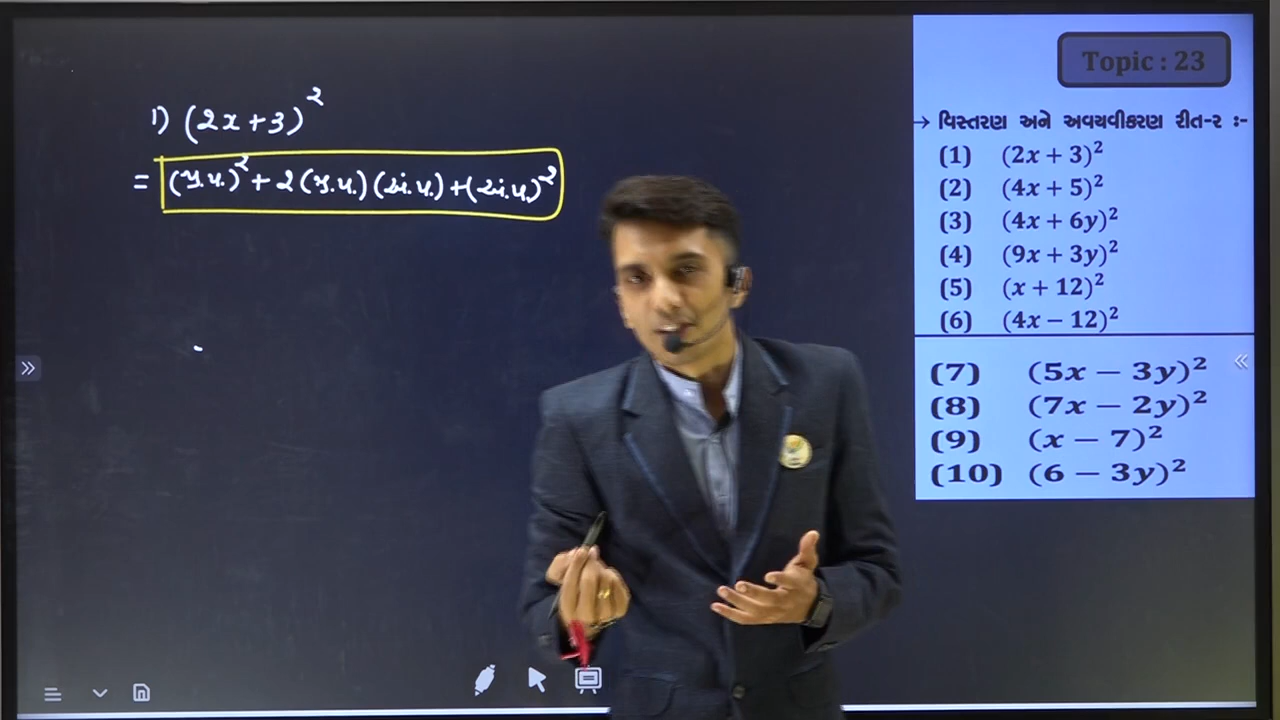 1) (2x+3)²
= (પ્ર.પ.)² + 2 (પ્ર.પ.) (દ્વિ.પ.) + (દ્વિ.પ.)²
Topic : 23
→ વિસ્તરણ અને અવયવીકરણ રીત-૨ :-
(1) (2x + 3)²
(2) (4x + 5)²
(3) (4x + 6y)²
(4) (9x + 3y)²
(5) (x + 12)²
(6) (4x − 12)²
(7) (5x − 3y)²
(8) (7x − 2y)²
(9) (x − 7)²
(10) (6 − 3y)²